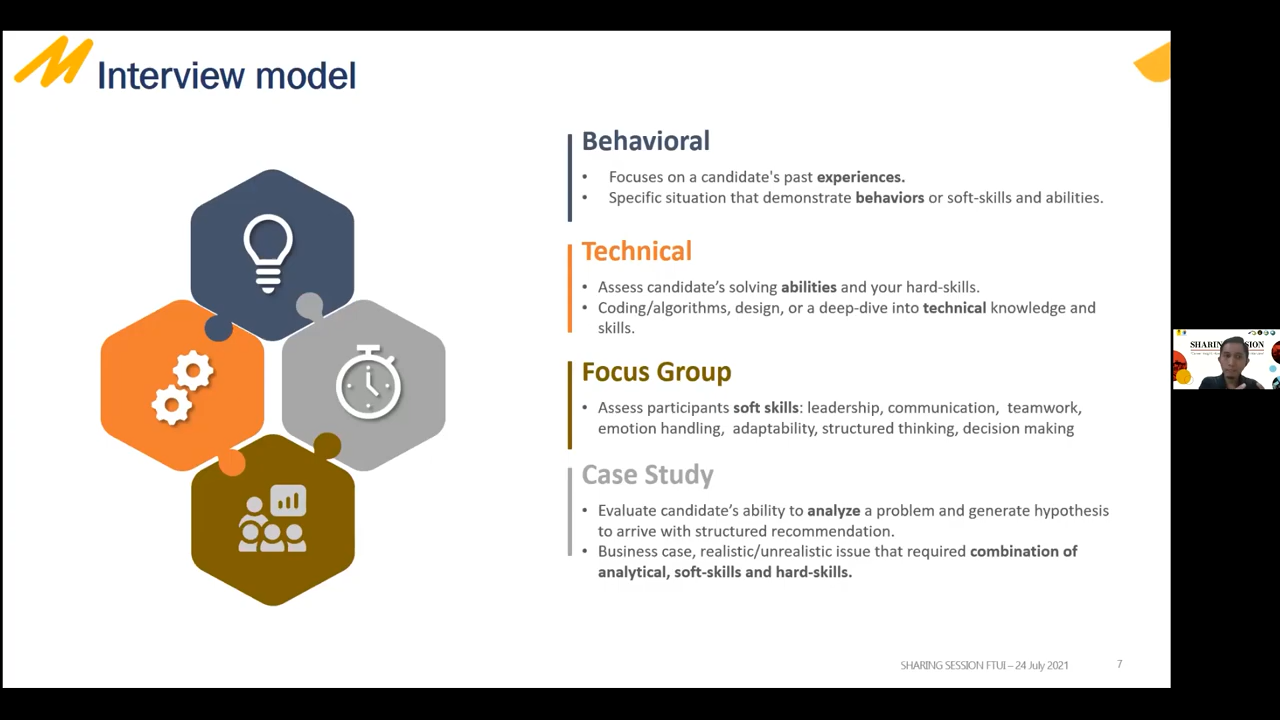 Interview model
Behavioral
• Focuses on a candidate's past experiences.
• Specific situation that demonstrate behaviors or soft-skills and abilities.
Technical
• Assess candidate’s solving abilities and your hard-skills.
• Coding/algorithms, design, or a deep-dive into technical knowledge and
skills.
Focus Group
• Assess participants soft skills: leadership, communication, teamwork,
emotion handling, adaptability, structured thinking, decision making
Case Study
• Evaluate candidate’s ability to analyze a problem and generate hypothesis
to arrive with structured recommendation.
• Business case, realistic/unrealistic issue that required combination of
analytical, soft-skills and hard-skills.
SHARING SESSION FTUI – 24 July 2021
7